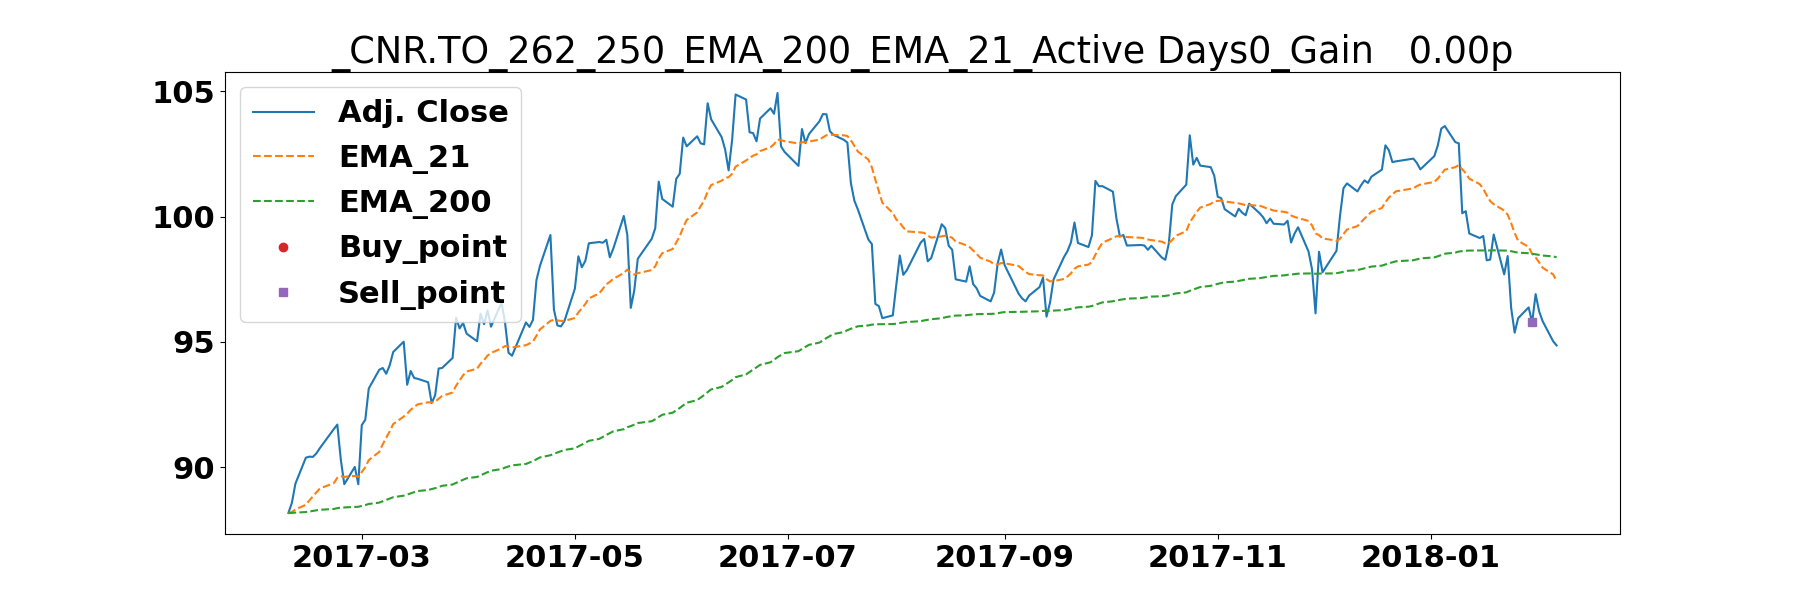 _CNR.TO_262_250_EMA_200_EMA_21_Active Days0_Gain   0.00p
105
100
95
90
Adj. Close
EMA_21
EMA_200
Buy_point
Sell_point
2017-03
2017-05
2017-07
2017-09
2017-11
2018-01